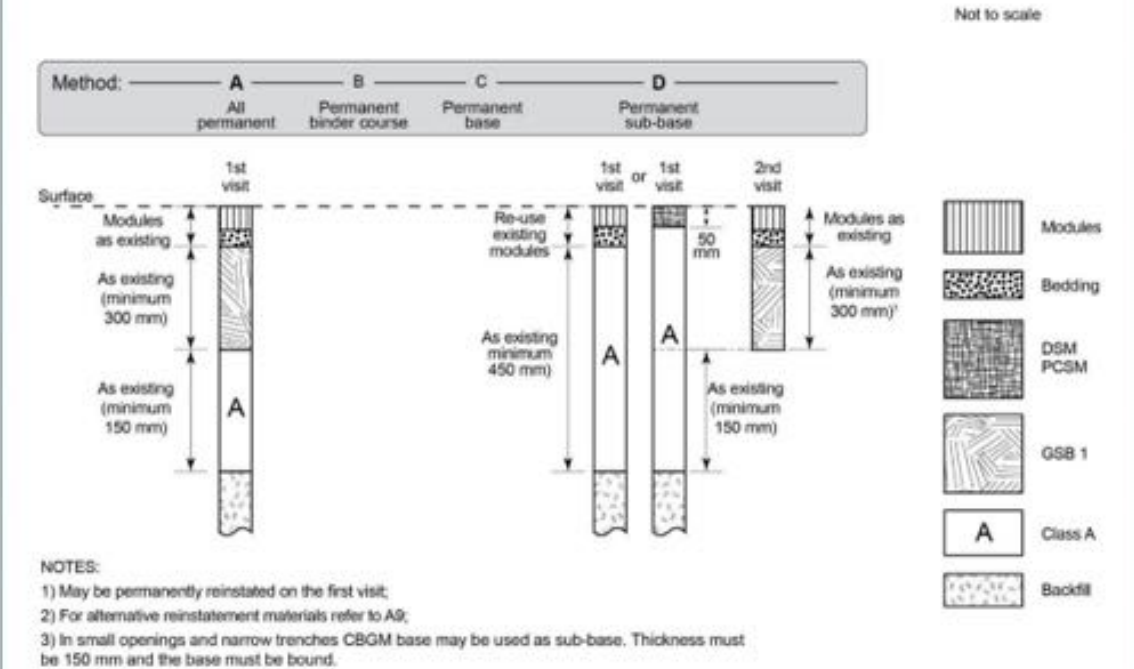 Not to scale
Method: A B C D
All permanent
Permanent binder course
Permanent base
Permanent sub-base
1st visit
1st visit or 1st visit
2nd visit
Surface
Modules as existing
As existing (minimum 300 mm)
As existing (minimum 150 mm)
A
Re-use existing modules
As existing minimum 450 mm)
A
A
50 mm
As existing (minimum 150 mm)
Modules as existing
As existing (minimum 300 mm)¹
Modules
Bedding
DSM
PCSM
GSB 1
A
Class A
Backfill
NOTES:
1) May be permanently reinstated on the first visit;
2) For alternative reinstatement materials refer to A9;
3) In small openings and narrow trenches CBGM base may be used as sub-base. Thickness must
be 150 mm and the base must be bound.